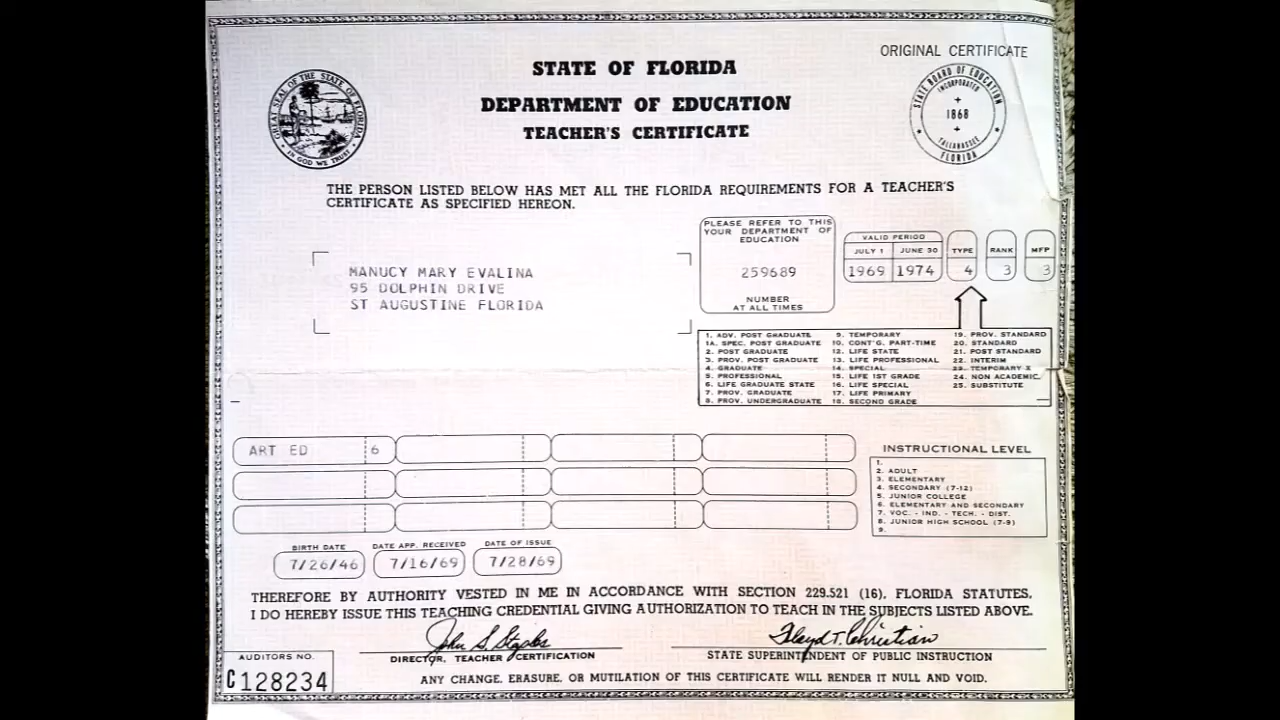 ORIGINAL CERTIFICATE
STATE OF FLORIDA
DEPARTMENT OF EDUCATION
TEACHER'S CERTIFICATE
GREAT SEAL OF THE STATE OF FLORIDA
IN GOD WE TRUST
STATE BOARD OF EDUCATION
INCORPORATED
1868
TALLAHASSEE
FLORIDA
THE PERSON LISTED BELOW HAS MET ALL THE FLORIDA REQUIREMENTS FOR A TEACHER'S
CERTIFICATE AS SPECIFIED HEREON.
MANUCY MARY EVALINA
95 DOLPHIN DRIVE
ST AUGUSTINE FLORIDA
PLEASE REFER TO THIS
YOUR DEPARTMENT OF
EDUCATION
259689
NUMBER
AT ALL TIMES
VALID PERIOD
JULY 1 JUNE 30 TYPE RANK MFP
1969 1974 4 3 3
1. ADV. POST GRADUATE
1A. SPEC. POST GRADUATE
2. POST GRADUATE
3. PROV. POST GRADUATE
4. GRADUATE
5. PROFESSIONAL
6. LIFE GRADUATE STATE
7. PROV. GRADUATE
8. PROV. UNDERGRADUATE
9. TEMPORARY
10. CONT'G. PART-TIME
12. LIFE STATE
13. LIFE PROFESSIONAL
14. SPECIAL
15. LIFE 1ST GRADE
16. LIFE SPECIAL
17. LIFE PRIMARY
18. SECOND GRADE
19. PROV. STANDARD
20. STANDARD
21. POST STANDARD
22. INTERIM
23. TEMPORARY X
24. NON ACADEMIC
25. SUBSTITUTE
ART ED 6
INSTRUCTIONAL LEVEL
1.
2. ADULT
3. ELEMENTARY
4. SECONDARY (7-12)
5. JUNIOR COLLEGE
6. ELEMENTARY AND SECONDARY
7. VOC. - IND. - TECH. - DIST.
8. JUNIOR HIGH SCHOOL (7-9)
9.
BIRTH DATE DATE APP. RECEIVED DATE OF ISSUE
7/26/46 7/16/69 7/28/69
THEREFORE BY AUTHORITY VESTED IN ME IN ACCORDANCE WITH SECTION 229.521 (16), FLORIDA STATUTES,
I DO HEREBY ISSUE THIS TEACHING CREDENTIAL GIVING AUTHORIZATION TO TEACH IN THE SUBJECTS LISTED ABOVE.
John S. Staples Floyd T. Christian
DIRECTOR, TEACHER CERTIFICATION STATE SUPERINTENDENT OF PUBLIC INSTRUCTION
AUDITORS NO.
C128234
ANY CHANGE, ERASURE, OR MUTILATION OF THIS CERTIFICATE WILL RENDER IT NULL AND VOID.